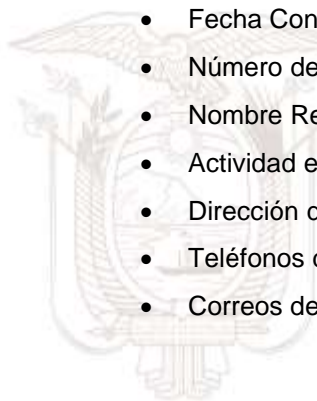 • Fecha Con
• Número de
• Nombre Re
• Actividad e
• Dirección d
• Teléfonos
• Correos de